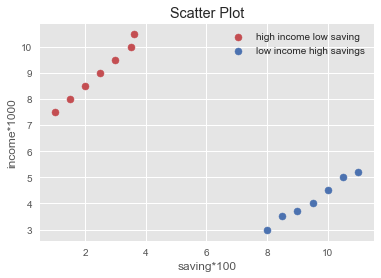 Scatter Plot
high income low saving
low income high savings
income*1000
10
9
8
7
6
5
4
3
2
4
6
8
10
saving*100